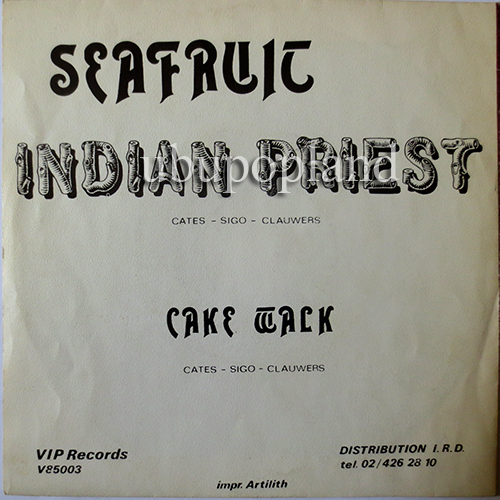 SEAFRUIT
INDIAN PRIEST
ubupopland
CATES - SIGO - CLAUWERS
CAKE WALK
CATES - SIGO - CLAUWERS
VIP Records
V85003
DISTRIBUTION I.R.D.
tel. 02/426 28 10
impr. Artilith